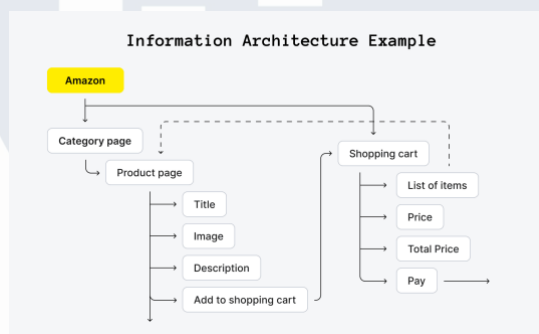 Information Architecture Example
Amazon
Category page
Product page
Title
Image
Description
Add to shopping cart
Shopping cart
List of items
Price
Total Price
Pay